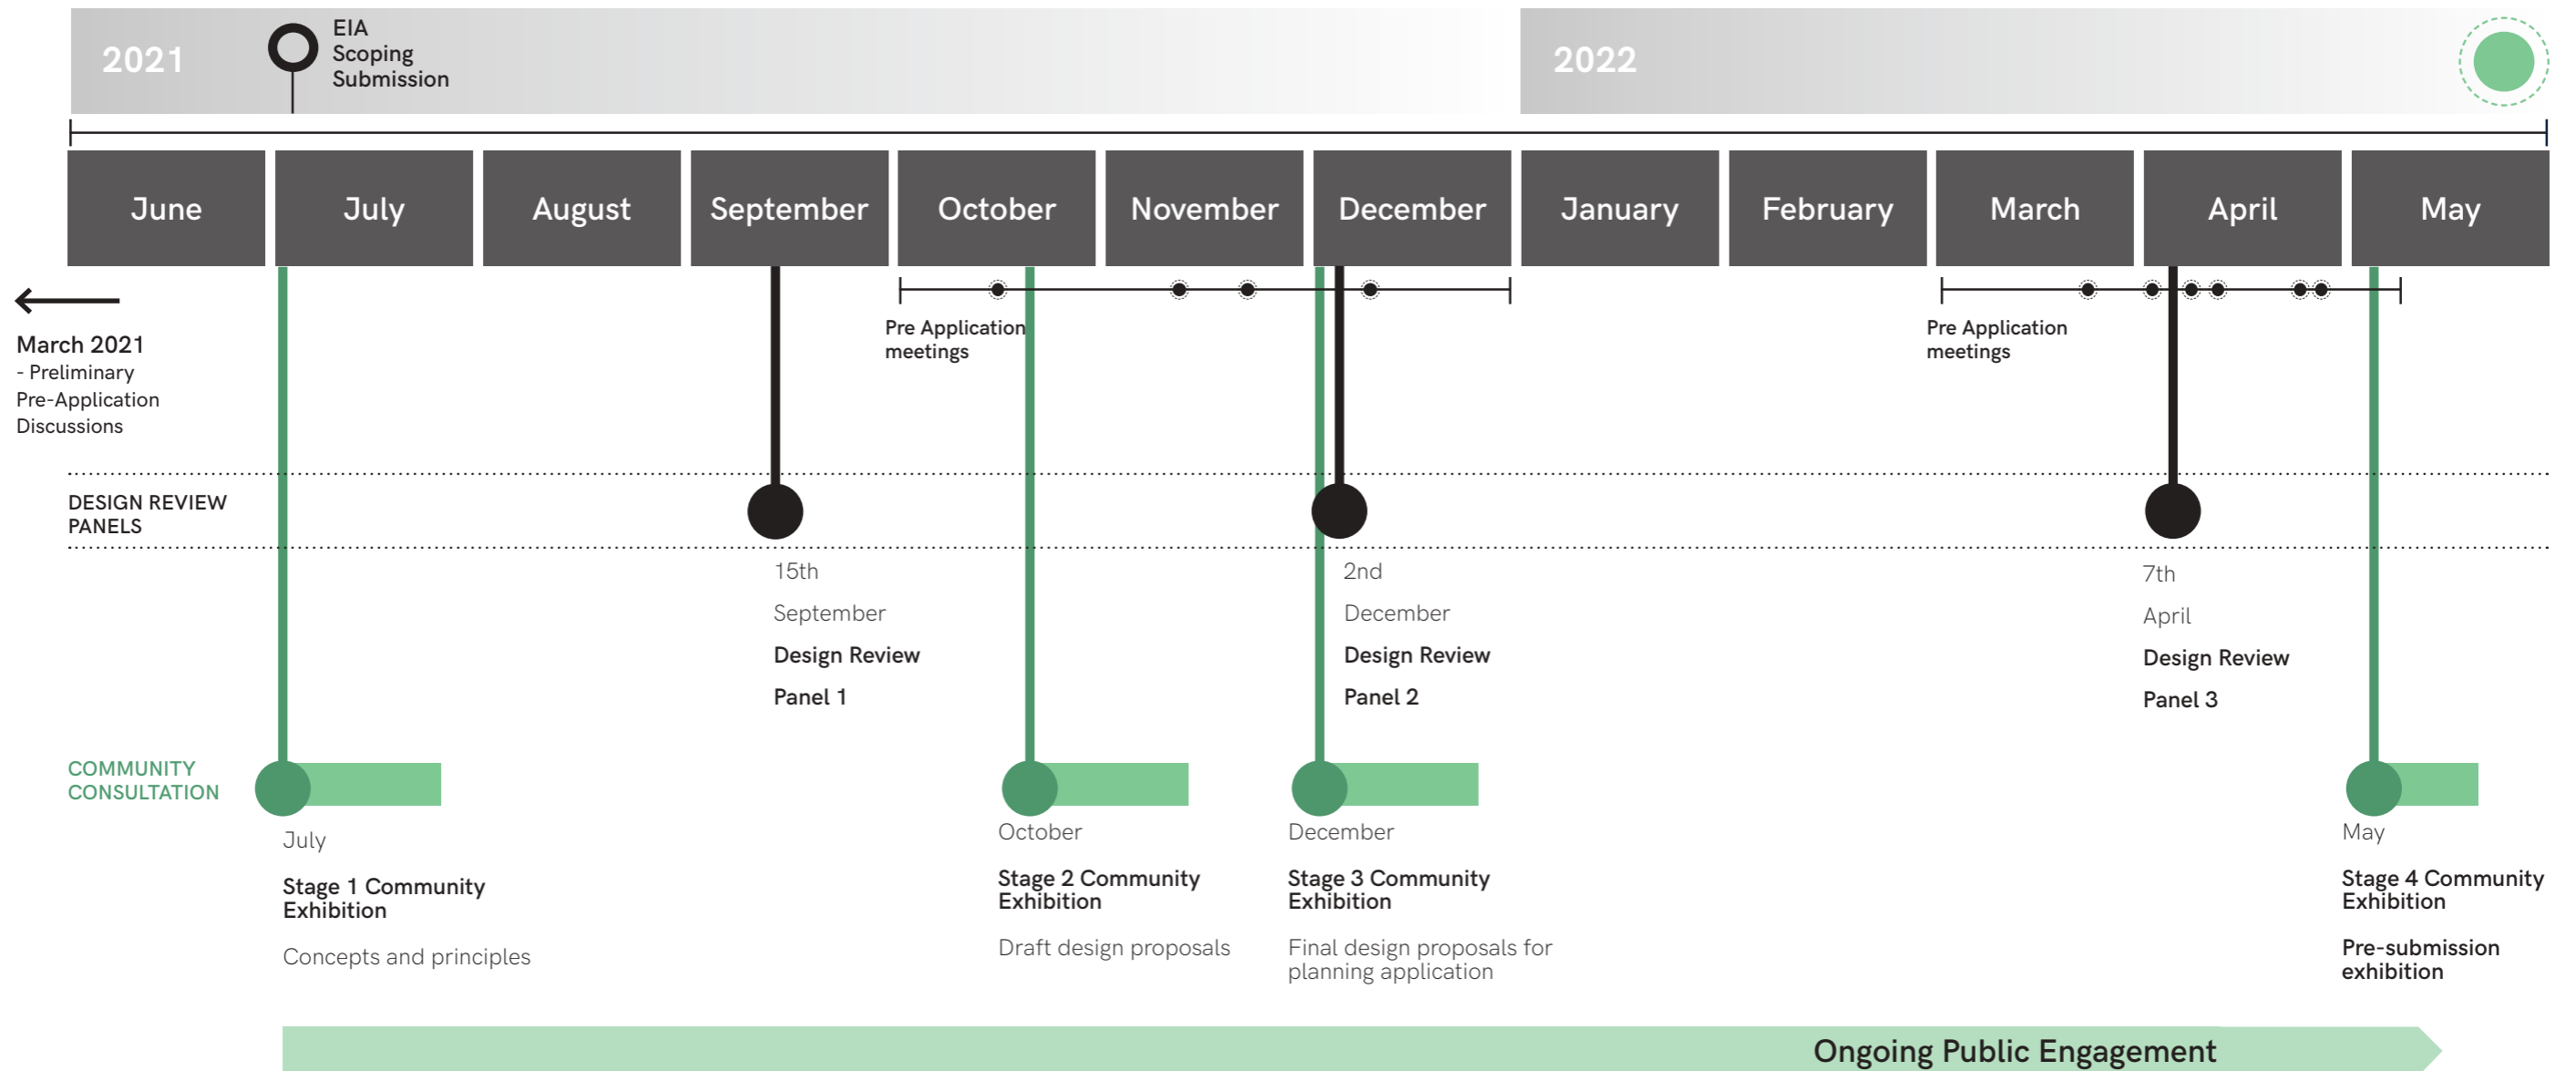 2021
EIA
Scoping
Submission
2022
June
July
August
September
October
November
December
January
February
March
April
May
March 2021
- Preliminary
Pre-Application
Discussions
Pre Application
meetings
Pre Application
meetings
DESIGN REVIEW
PANELS
15th
September
Design Review
Panel 1
2nd
December
Design Review
Panel 2
7th
April
Design Review
Panel 3
COMMUNITY
CONSULTATION
July
Stage 1 Community
Exhibition
Concepts and principles
October
Stage 2 Community
Exhibition
Draft design proposals
December
Stage 3 Community
Exhibition
Final design proposals for
planning application
May
Stage 4 Community
Exhibition
Pre-submission
exhibition
Ongoing Public Engagement